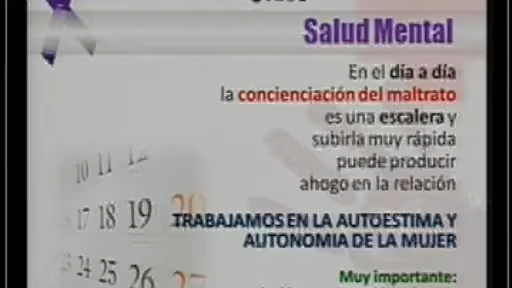 Salud Mental
En el día a día
la concienciación del maltrato
es una escalera y
subirla muy rápida
puede producir
ahogo en la relación
10 11 12
17 18 19 20
TRABAJAMOS EN LA AUTOESTIMA Y
AUTONOMIA DE LA MUJER
24 25 26 27
Muy importante: